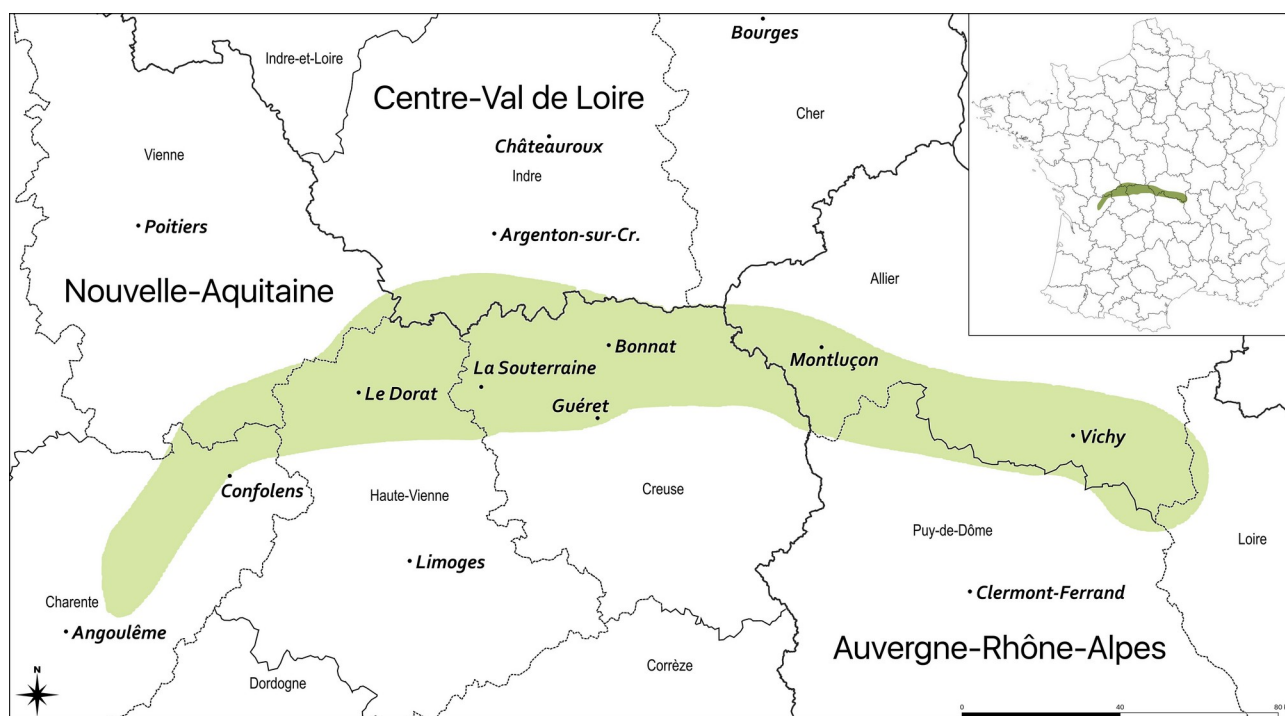 Bourges
Indre-et-Loire
Centre-Val de Loire
Cher
Châteauroux
Vienne
Indre
Poitiers
Argenton-sur-Cr.
Nouvelle-Aquitaine
Allier
Bonnat
Montluçon
La Souterraine
Le Dorat
Guéret
Vichy
Confolens
Haute-Vienne
Creuse
Puy-de-Dôme
Loire
Limoges
Clermont-Ferrand
Charente
Angoulême
Auvergne-Rhône-Alpes
Corrèze
N
Dordogne
0 40 80